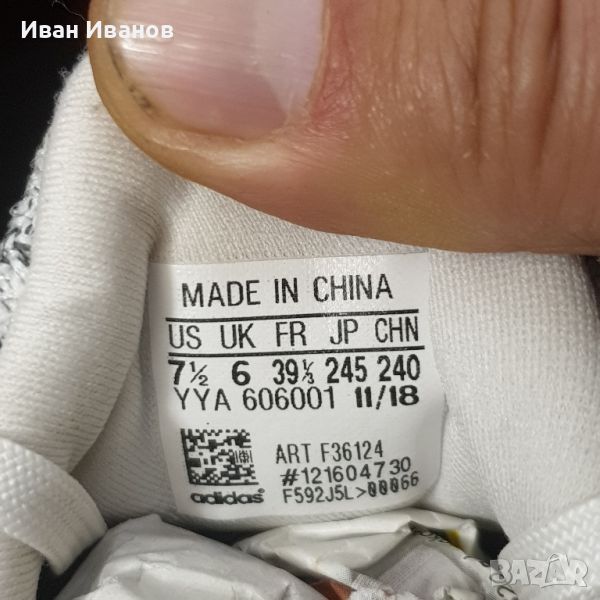 Иван Иванов
MADE IN CHINA
US UK FR JP CHN
7½ 6 39⅓ 245 240
YYA 606001 11/18
ART F36124
#121604730
adidas F592J5L>00066
BAZAR